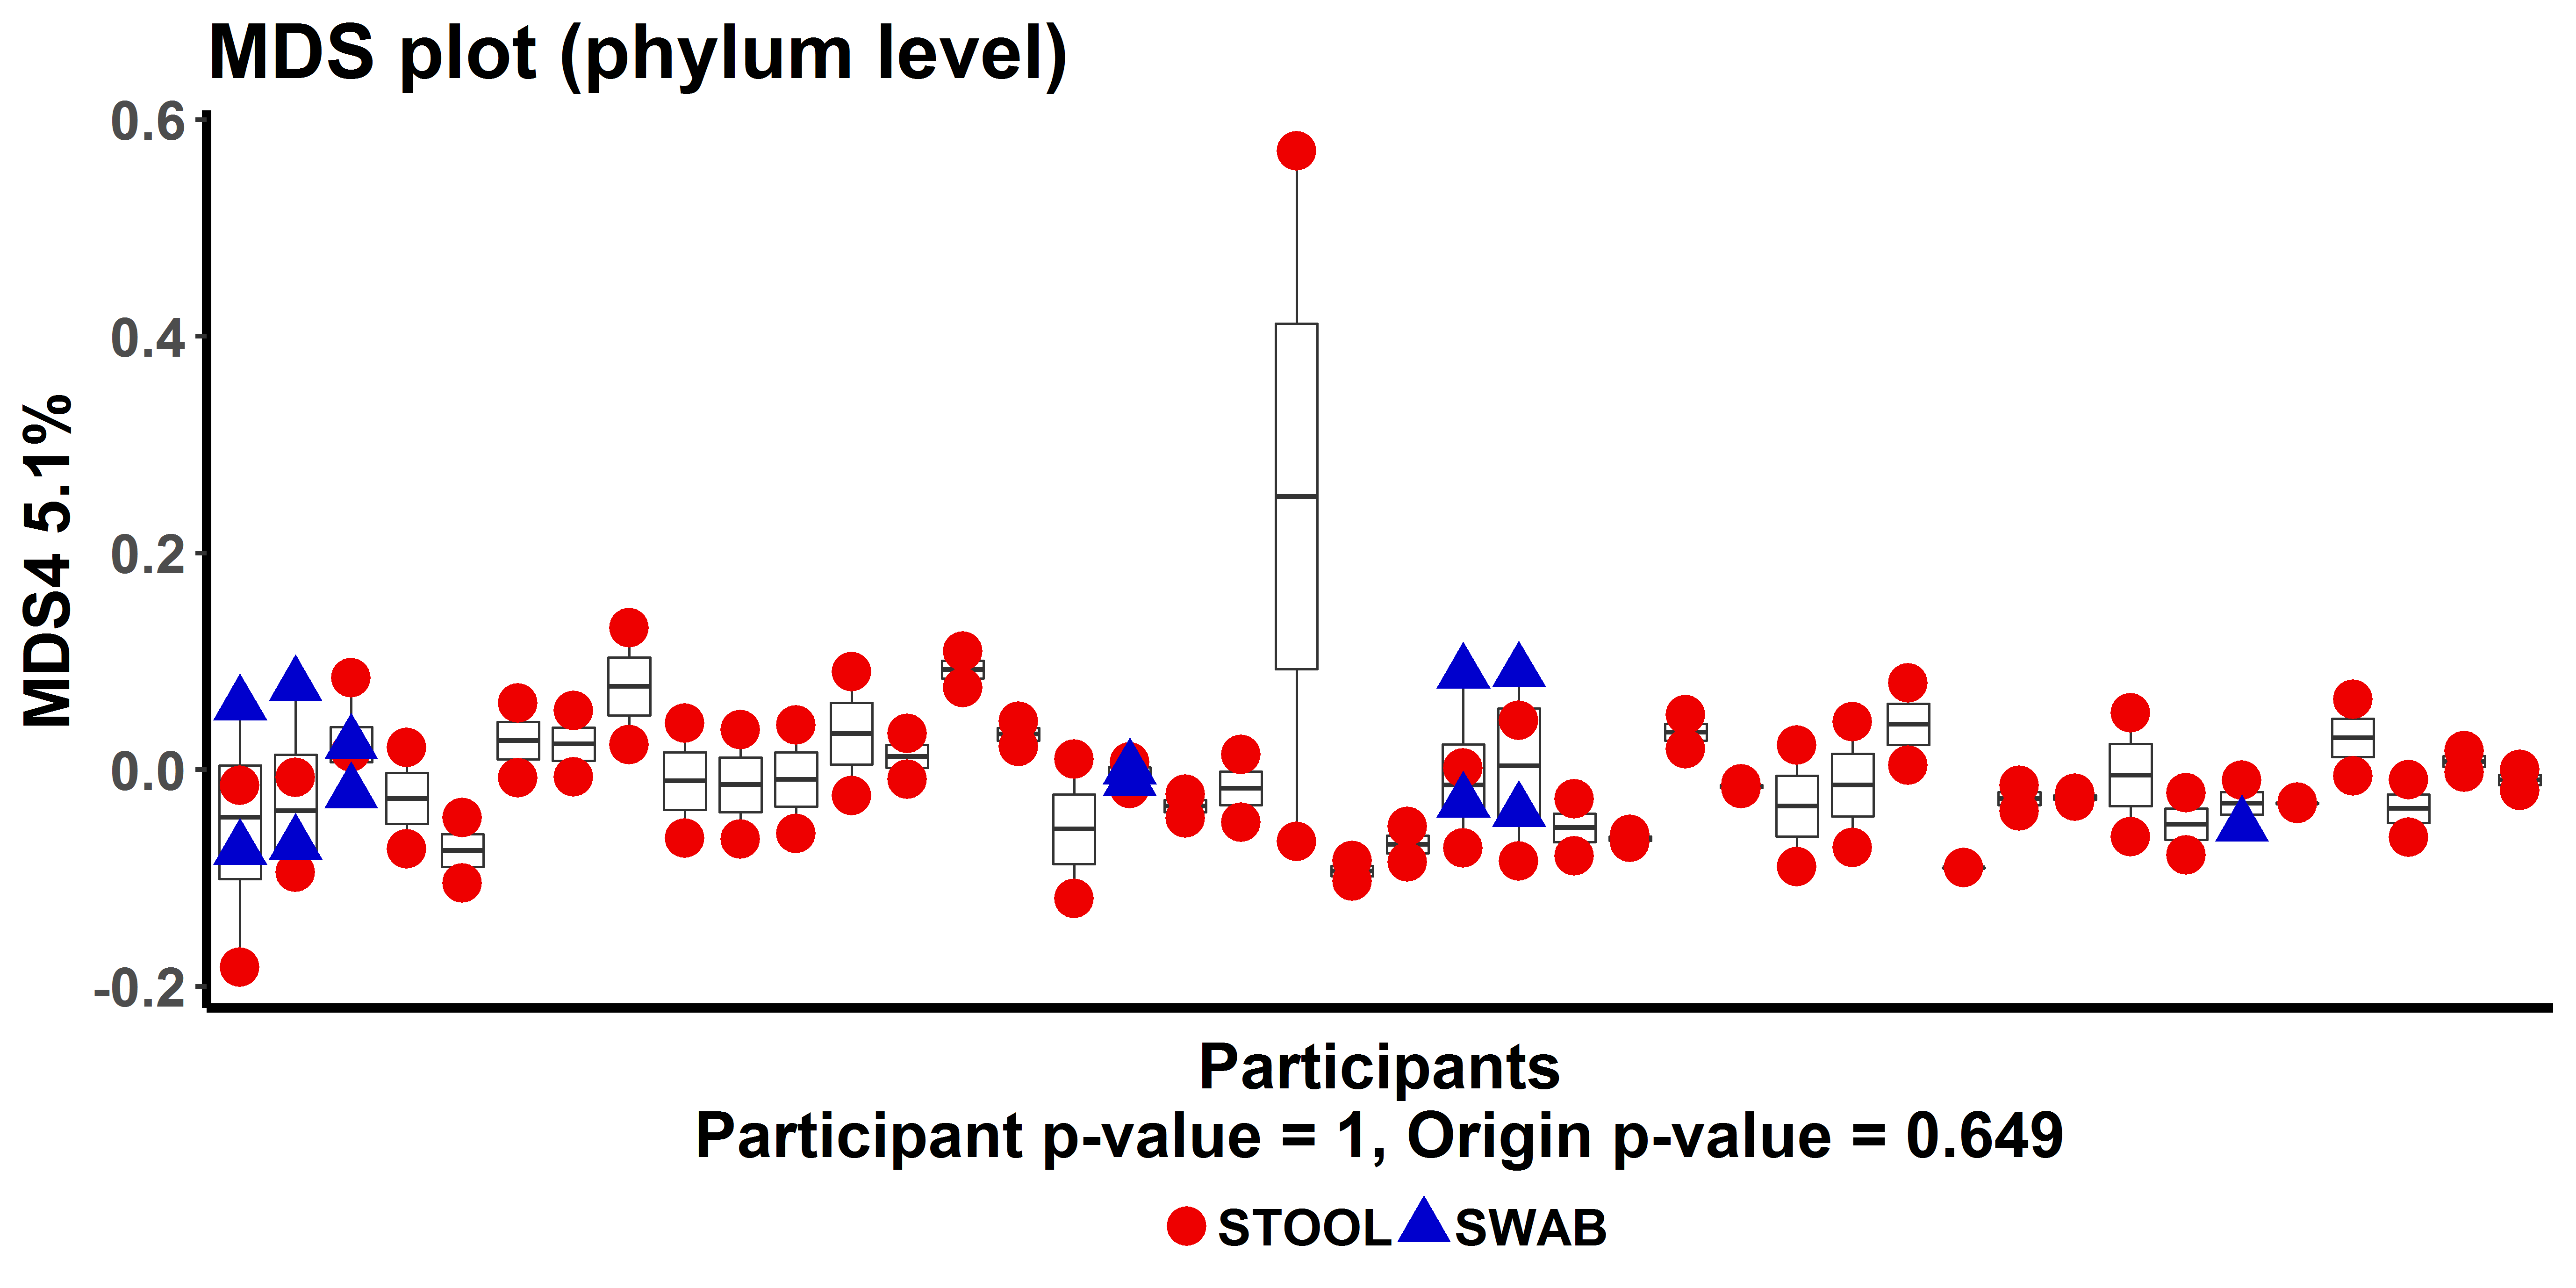 MDS plot (phylum level)
0.6
0.4
0.2
0.0
-0.2
MDS4 5.1%
Participants
Participant p-value = 1, Origin p-value = 0.649
STOOL SWAB